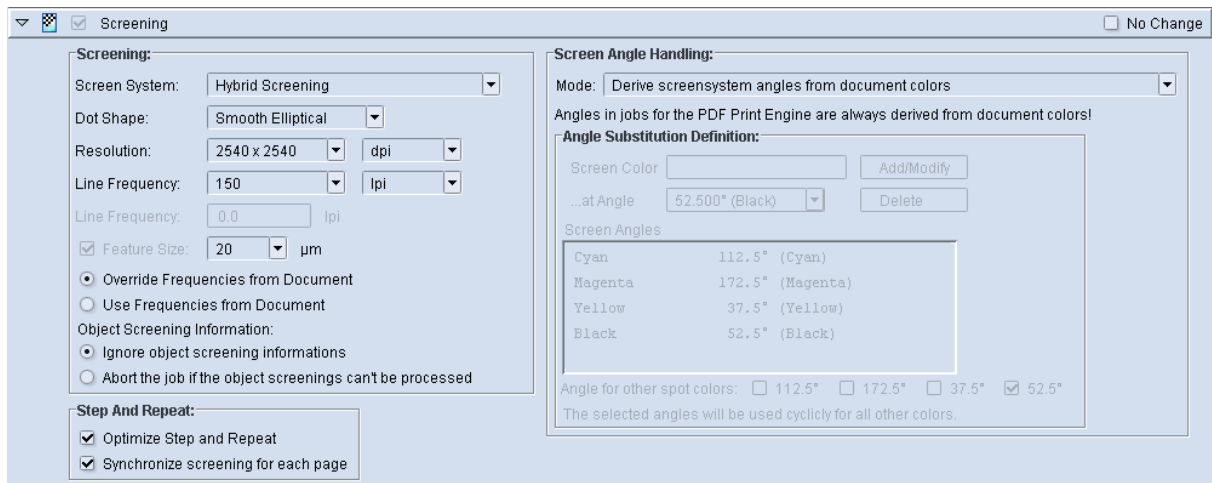 Screening
No Change
Screening:
Screen System: Hybrid Screening
Dot Shape: Smooth Elliptical
Resolution: 2540 x 2540 dpi
Line Frequency: 150 lpi
Line Frequency: 0.0 lpi
Feature Size: 20 µm
Override Frequencies from Document
Use Frequencies from Document
Object Screening Information:
Ignore object screening informations
Abort the job if the object screenings can't be processed
Step And Repeat:
Optimize Step and Repeat
Synchronize screening for each page
Screen Angle Handling:
Mode: Derive screensystem angles from document colors
Angles in jobs for the PDF Print Engine are always derived from document colors!
Angle Substitution Definition:
Screen Color Add/Modify
...at Angle 52.500° (Black) Delete
Screen Angles
Cyan 112.5° (Cyan)
Magenta 172.5° (Magenta)
Yellow 37.5° (Yellow)
Black 52.5° (Black)
Angle for other spot colors: 112.5° 172.5° 37.5° 52.5°
The selected angles will be used cyclicly for all other colors.